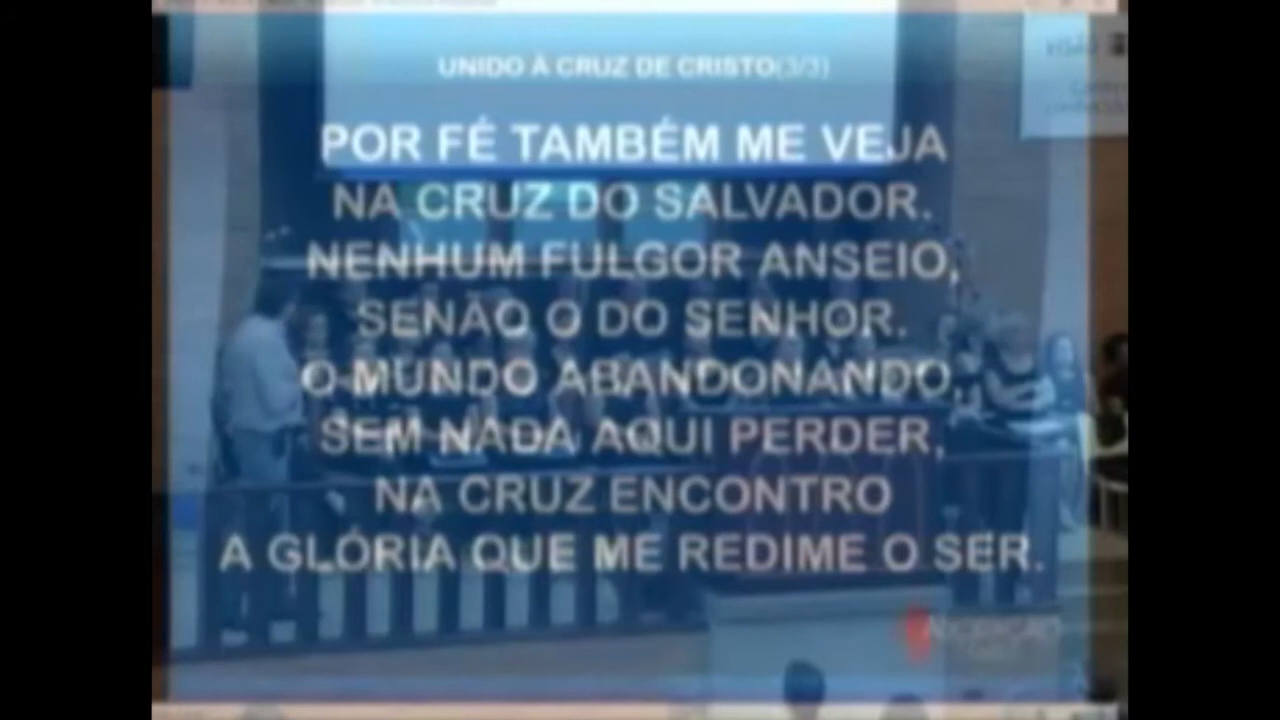 UNIDO À CRUZ DE CRISTO(3/3)
POR FÉ TAMBÉM ME VEJA
NA CRUZ DO SALVADOR.
NENHUM FULGOR ANSEIO,
SENÃO O DO SENHOR.
O MUNDO ABANDONANDO,
SEM NADA AQUI PERDER,
NA CRUZ ENCONTRO
A GLÓRIA QUE ME REDIME O SER.